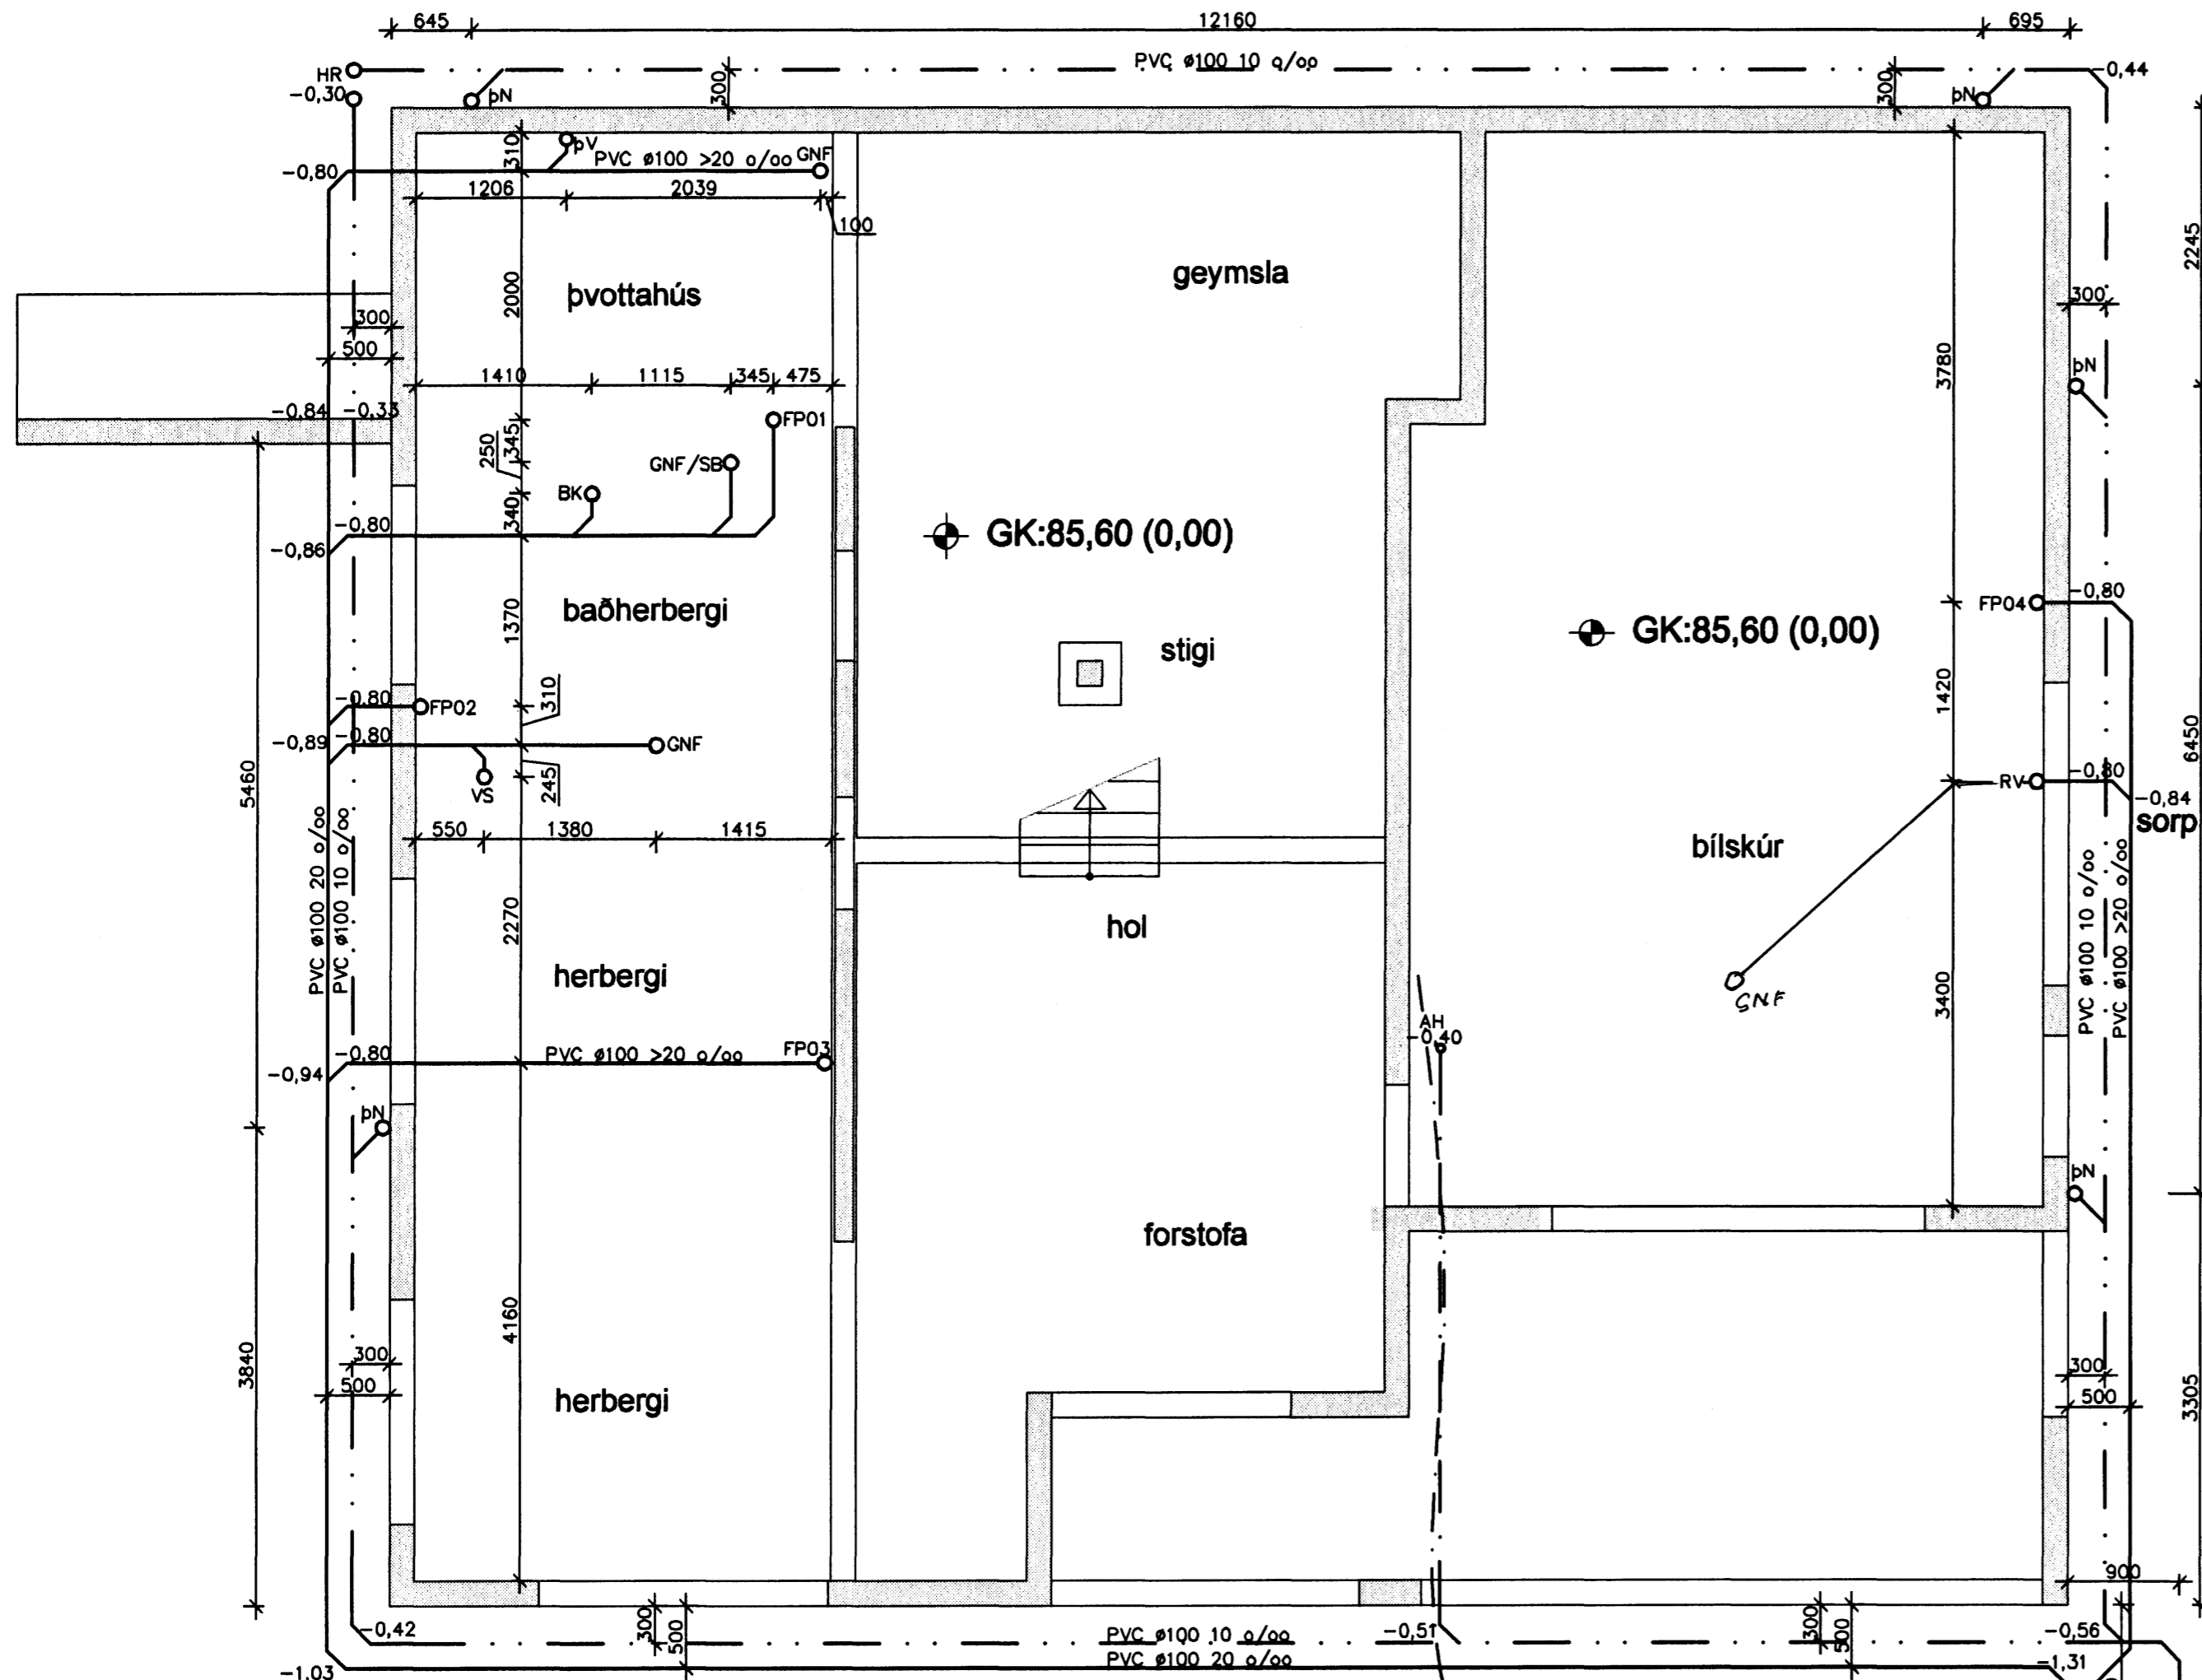 645 12160 695
PVC ø100 10 o/oo
HR
-0,30
þN
300
300
þN
-0,44
310
þV
PVC ø100 >20 o/oo
GNF
-0,80
1206 2039
100
2000
þvottahús
geymsla
2245
300
300
500
1410 1115 345 475
3780
þN
-0,84 -0,33
FP01
250
345
GNF/SB
BK
340
-0,80
-0,86
GK:85,60 (0,00)
baðherbergi
1370
FP04
-0,80
GK:85,60 (0,00)
stigi
310
-0,80
FP02
1420
6450
-0,89
-0,80
GNF
5460
VS
245
RV
-0,80
-0,84
sorp
550 1380 1415
bílskúr
PVC ø100 20 o/oo
PVC ø100 10 o/oo
2270
hol
PVC ø100 10 o/oo
PVC ø100 >20 o/oo
herbergi
GNF
3400
AH
-0,40
-0,80
PVC ø100 >20 o/oo
FP03
-0,94
þN
þN
forstofa
4160
3840
300
500
300
500
3305
herbergi
900
-0,42
300
500
PVC ø100 10 o/oo
PVC ø100 20 o/oo
-0,51
300
500
-0,56
-1,03
-1,31